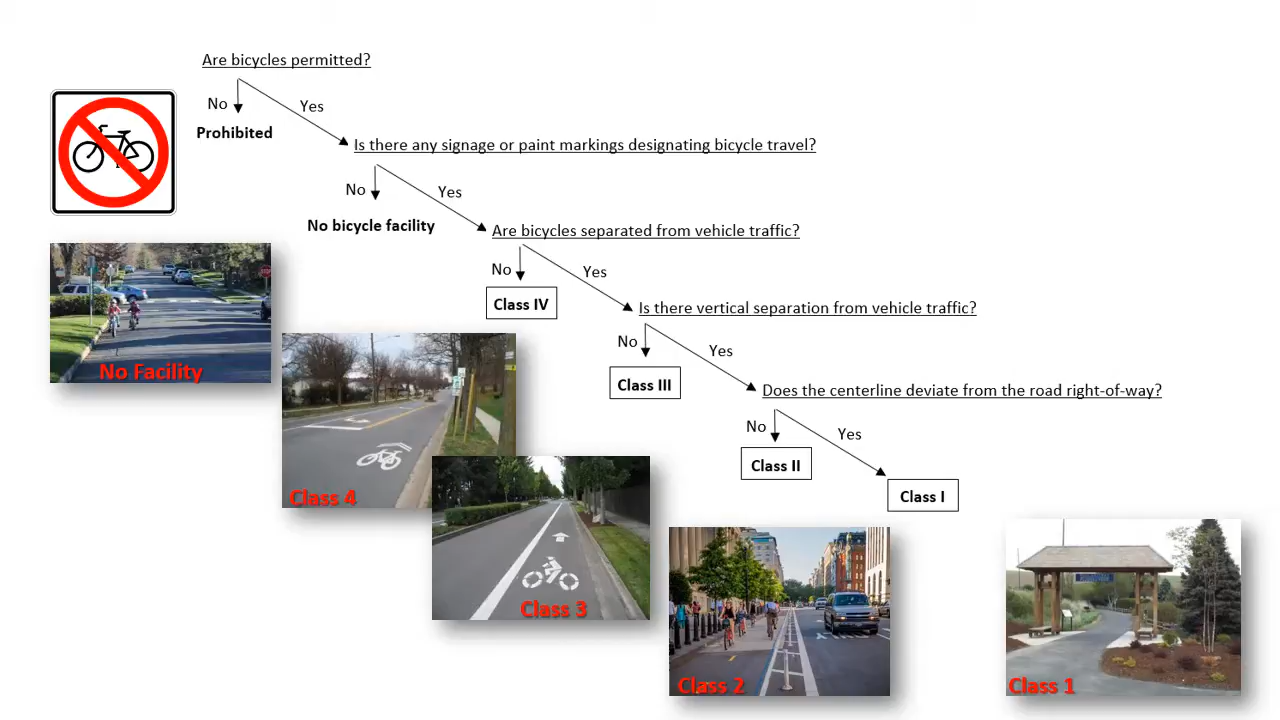 Are bicycles permitted?
No
Yes
Prohibited
Is there any signage or paint markings designating bicycle travel?
No
Yes
No bicycle facility
Are bicycles separated from vehicle traffic?
No
Yes
Class IV
Is there vertical separation from vehicle traffic?
No
Yes
Class III
Does the centerline deviate from the road right-of-way?
No
Yes
Class II
Class I
No Facility
Class 4
Class 3
Class 2
Class 1